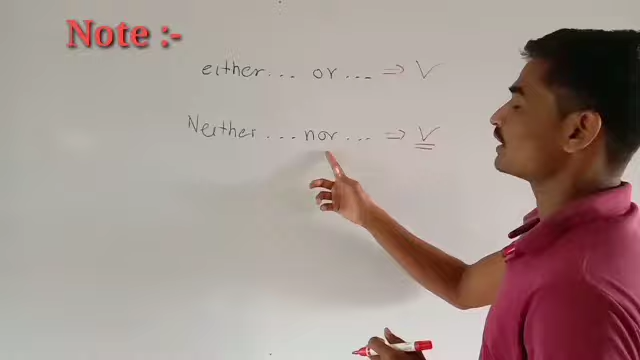 Note :-
either... or... => V
Neither... nor... => V